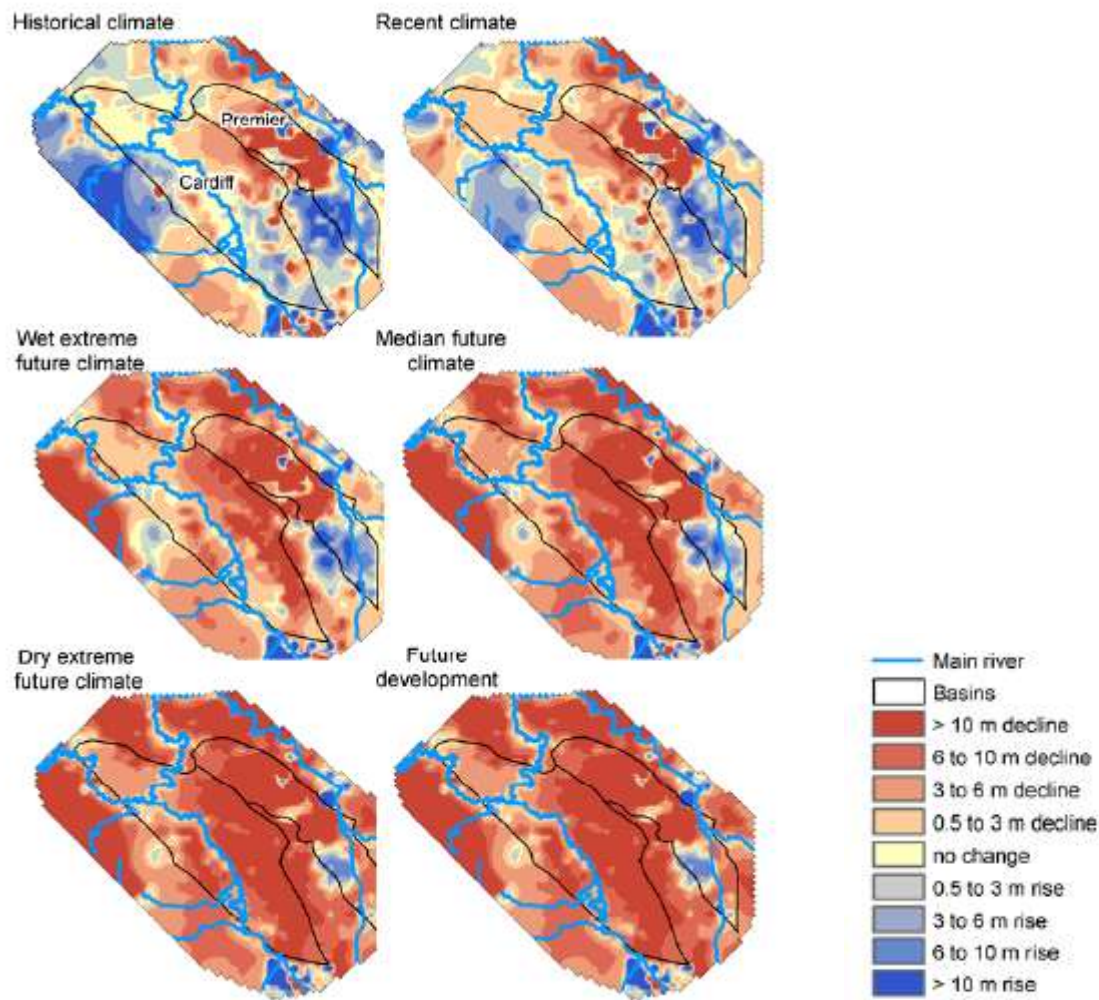 Historical climate
Recent climate
Premier
Cardiff
Wet extreme
future climate
Median future
climate
Dry extreme
future climate
Future
development
Main river
Basins
> 10 m decline
6 to 10 m decline
3 to 6 m decline
0.5 to 3 m decline
no change
0.5 to 3 m rise
3 to 6 m rise
6 to 10 m rise
> 10 m rise